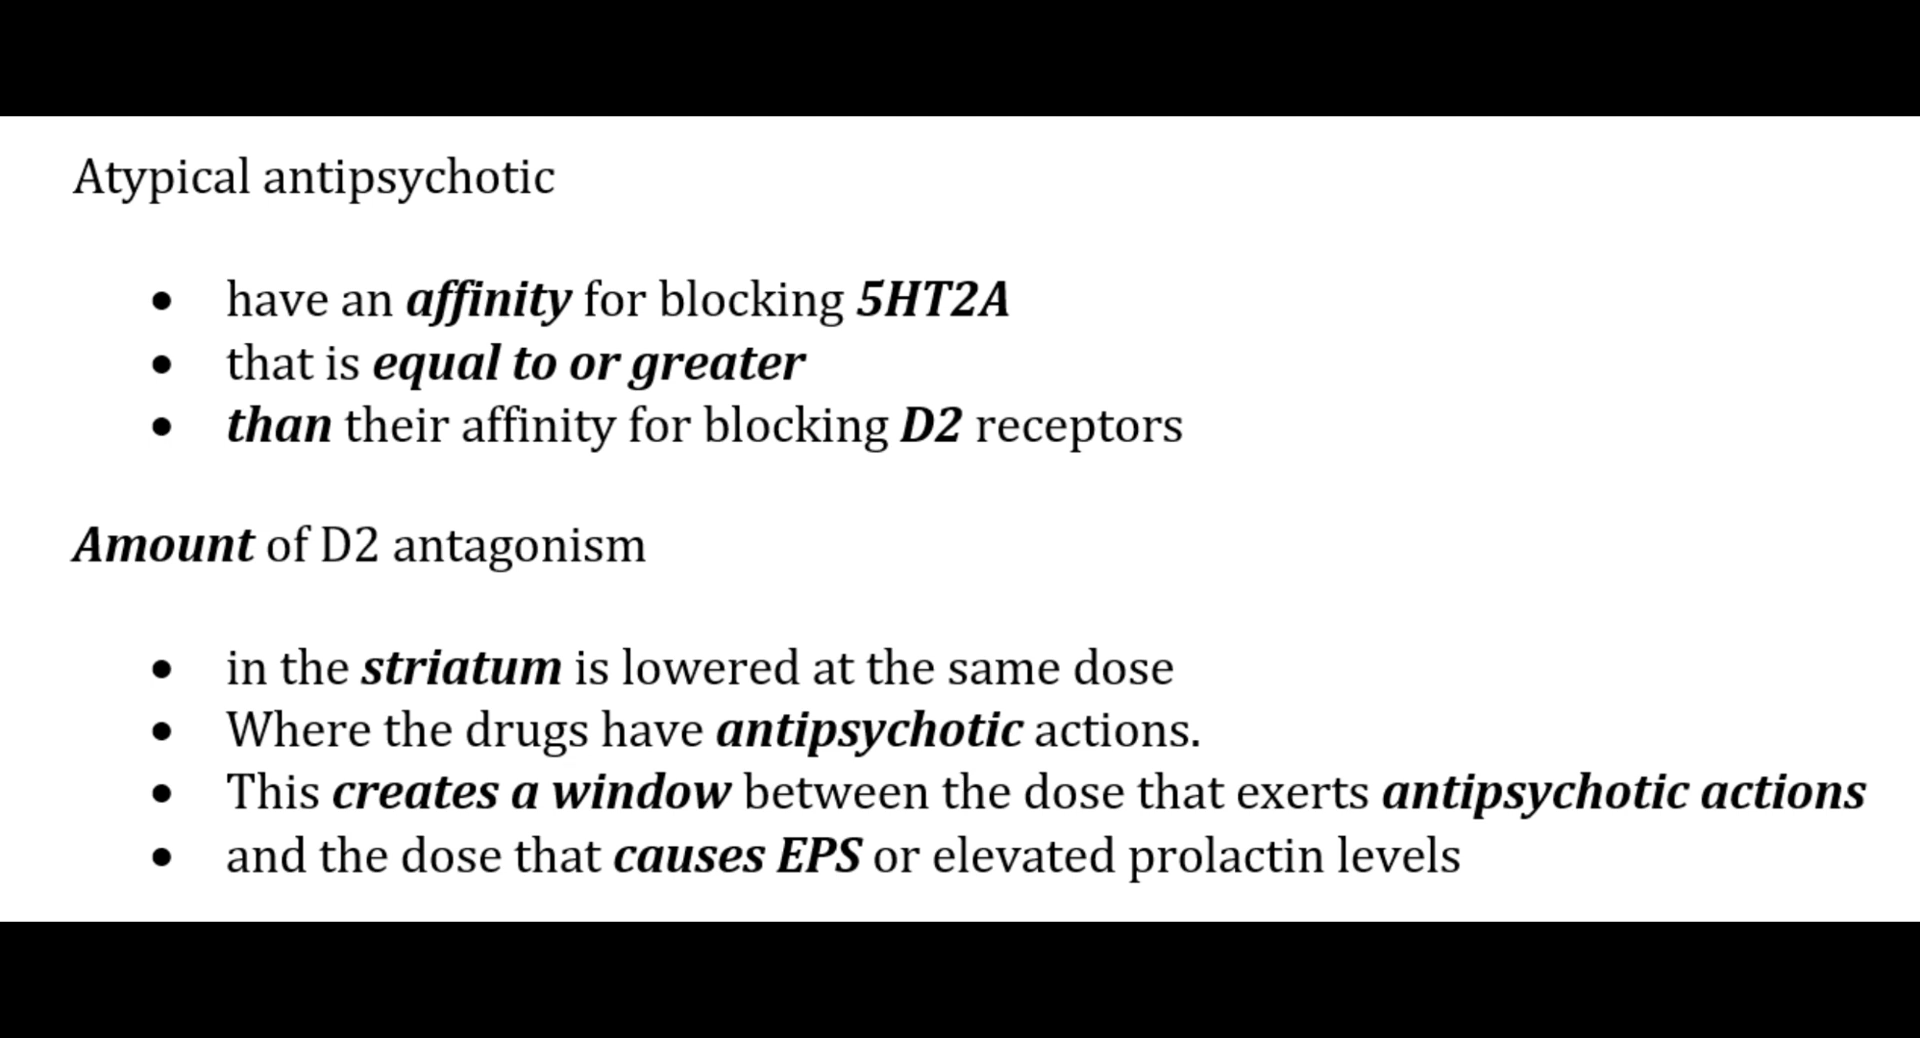 Atypical antipsychotic
• have an affinity for blocking 5HT2A
• that is equal to or greater
• than their affinity for blocking D2 receptors
Amount of D2 antagonism
• in the striatum is lowered at the same dose
• Where the drugs have antipsychotic actions.
• This creates a window between the dose that exerts antipsychotic actions
• and the dose that causes EPS or elevated prolactin levels